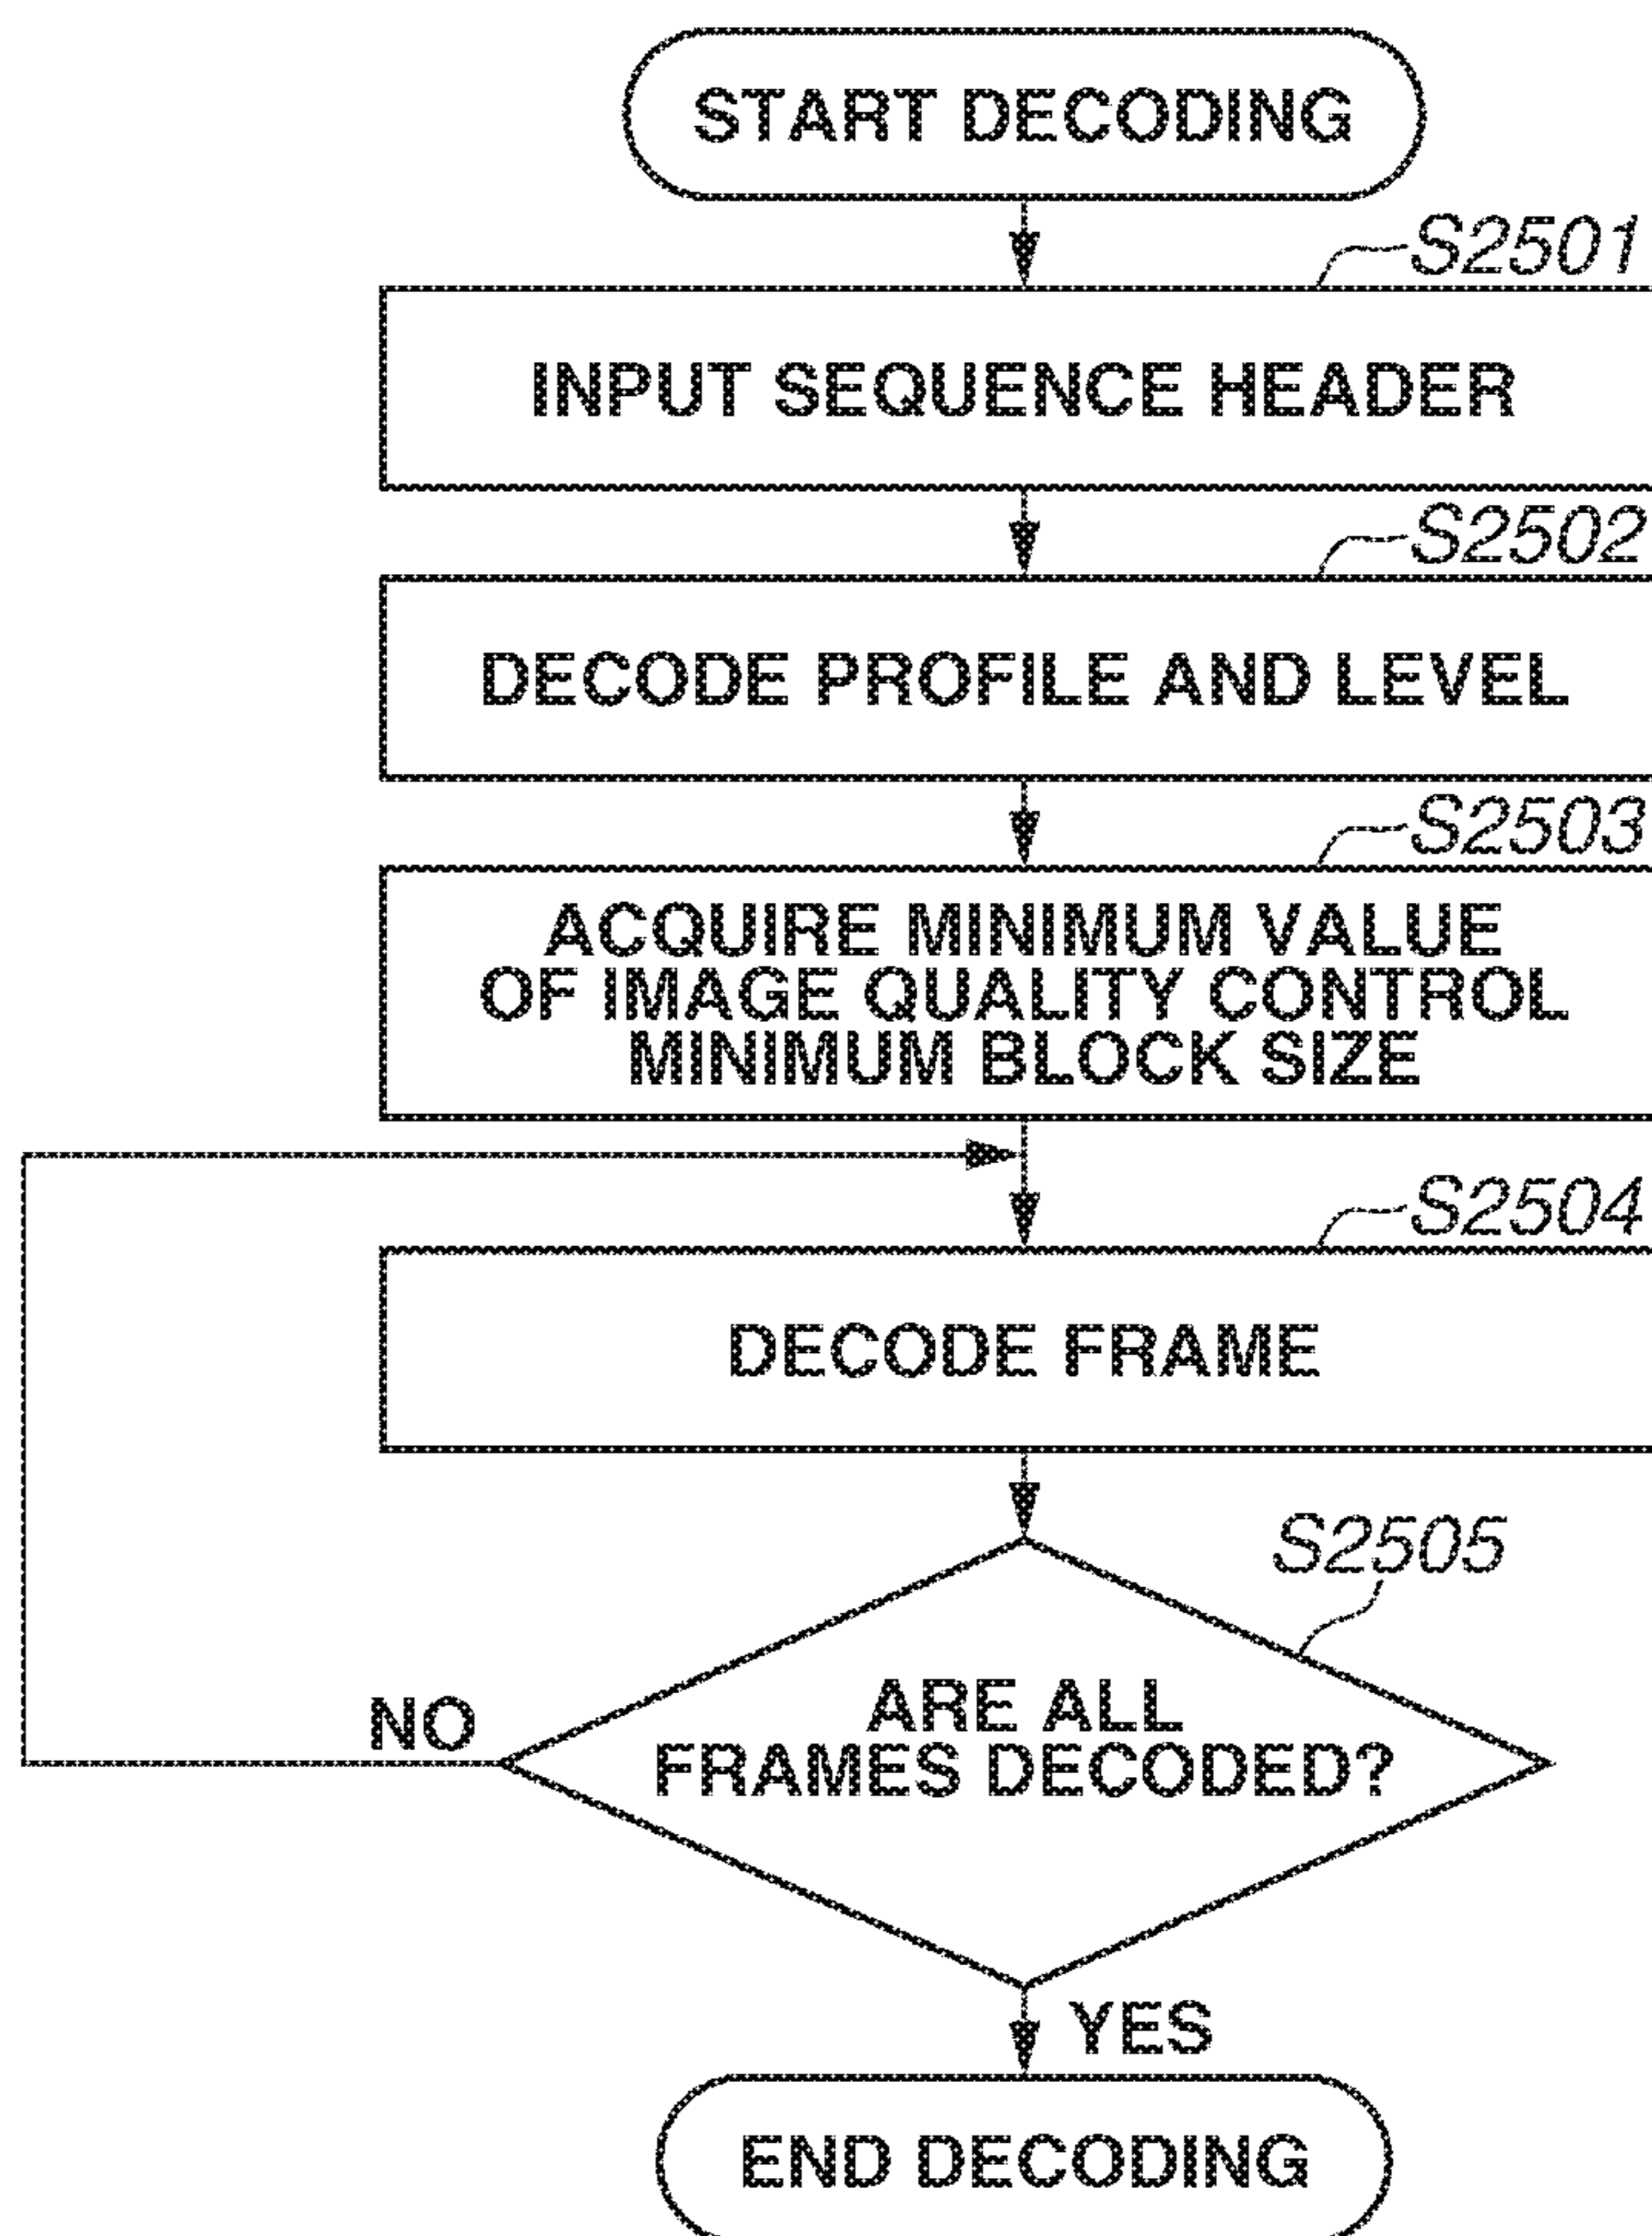 START DECODING
S2501
INPUT SEQUENCE HEADER
S2502
DECODE PROFILE AND LEVEL
S2503
ACQUIRE MINIMUM VALUE
OF IMAGE QUALITY CONTROL
MINIMUM BLOCK SIZE
S2504
DECODE FRAME
S2505
ARE ALL
FRAMES DECODED?
NO
YES
END DECODING